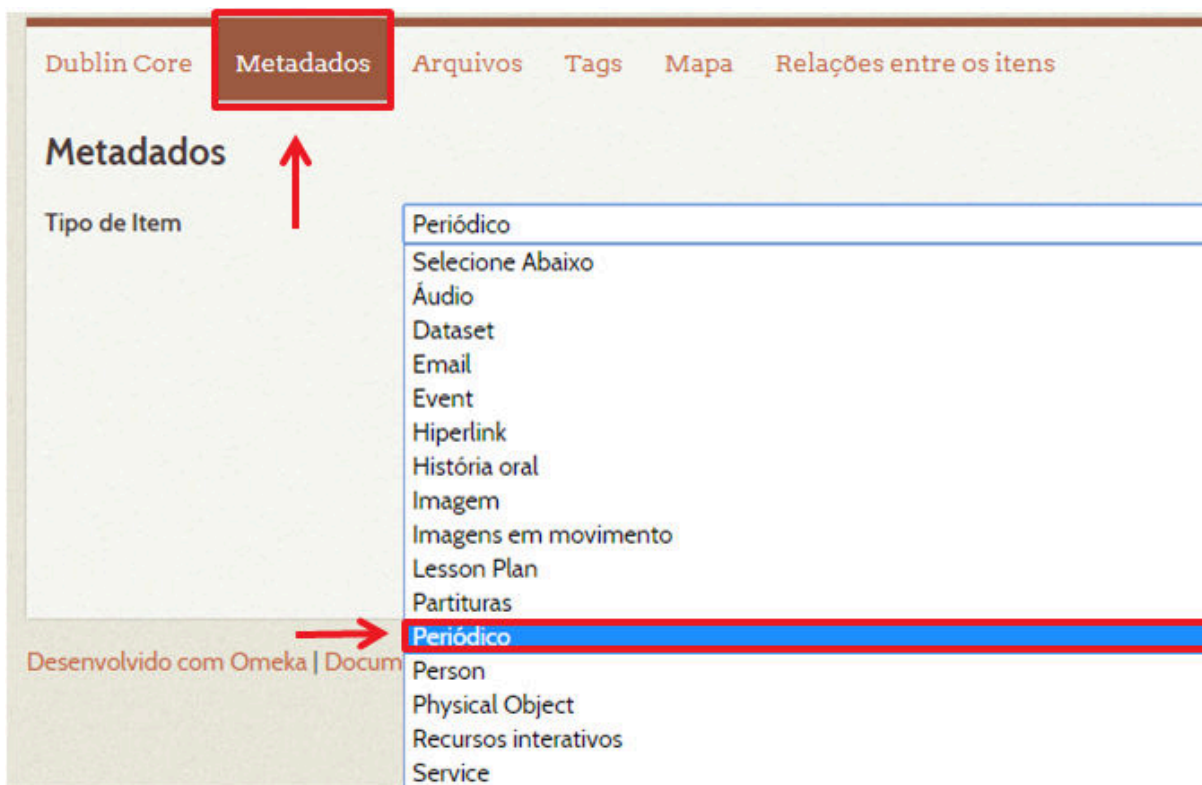 Dublin Core Metadados Arquivos Tags Mapa Relações entre os itens
Metadados
Tipo de Item Periódico
Selecione Abaixo
Áudio
Dataset
Email
Event
Hiperlink
História oral
Imagem
Imagens em movimento
Lesson Plan
Partituras
Periódico
Desenvolvido com Omeka | Docum
Person
Physical Object
Recursos interativos
Service